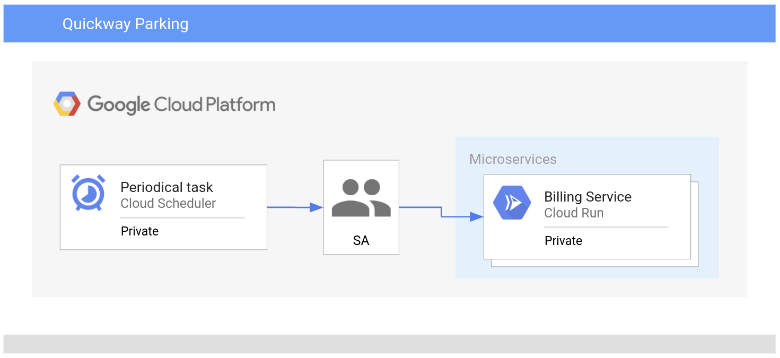 Quickway Parking
Google Cloud Platform
Microservices
Periodical task
Cloud Scheduler
Private
SA
Billing Service
Cloud Run
Private